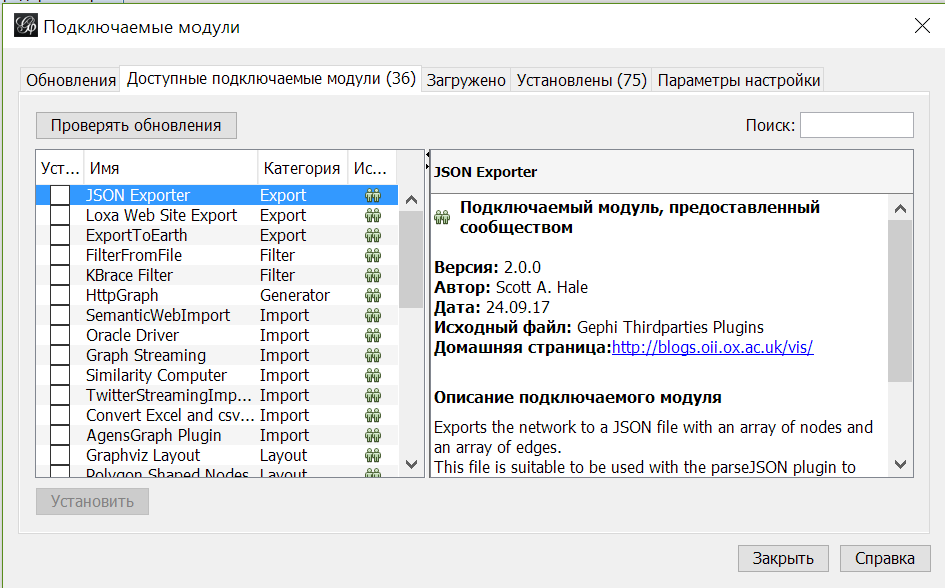 Подключаемые модули
Обновления Доступные подключаемые модули (36) Загружено Установлены (75) Параметры настройки
Проверять обновления Поиск:
Уст... Имя Категория Ис...
JSON Exporter Export
Loxa Web Site Export Export
ExportToEarth Export
FilterFromFile Filter
KBrace Filter Filter
HttpGraph Generator
SemanticWebImport Import
Oracle Driver Import
Graph Streaming Import
Similarity Computer Import
TwitterStreamingImp... Import
Convert Excel and csv... Import
AgensGraph Plugin Import
Graphviz Layout Layout
Polygon Shaped Nodes Layout
JSON Exporter
Подключаемый модуль, предоставленный
сообществом
Версия: 2.0.0
Автор: Scott A. Hale
Дата: 24.09.17
Исходный файл: Gephi Thirdparties Plugins
Домашняя страница:http://blogs.oii.ox.ac.uk/vis/
Описание подключаемого модуля
Exports the network to a JSON file with an array of nodes and
an array of edges.
This file is suitable to be used with the parseJSON plugin to
Установить
Закрыть Справка